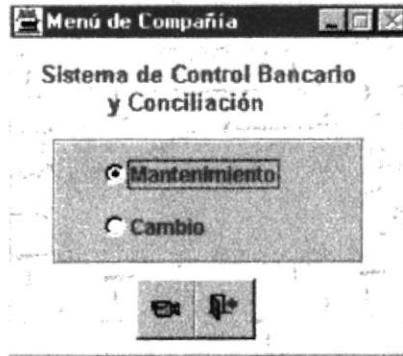 Menú de Compañía
Sistema de Control Bancario
y Conciliación
Mantenimiento
Cambio